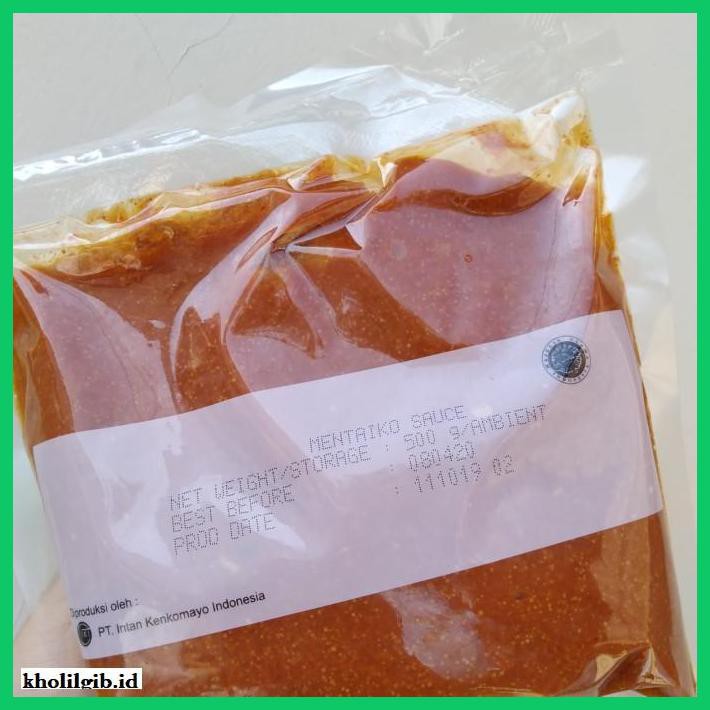 MENTAIKO SAUCE
NET WEIGHT/STORAGE : 500 g/AMBIENT
BEST BEFORE : 080420
PROD DATE : 111019 02
Diproduksi oleh :
PT. Intan Kenkomayo Indonesia
kholilgib.id